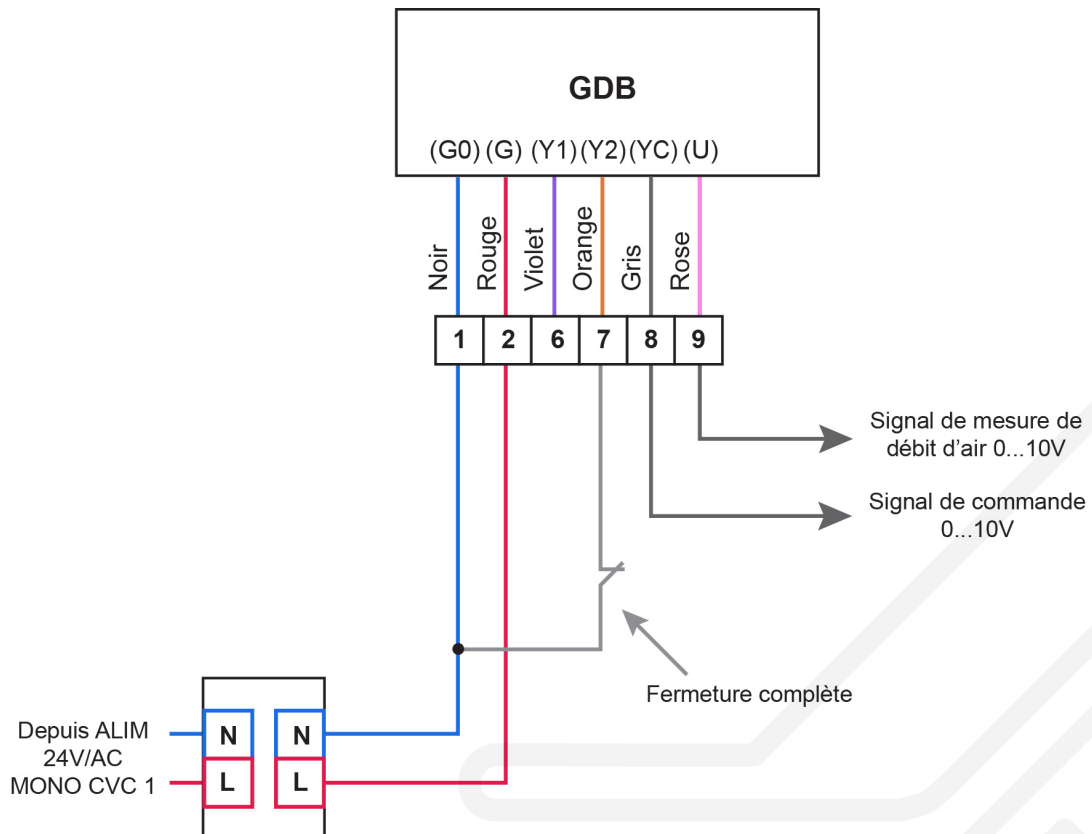 GDB
(G0) (G) (Y1) (Y2) (YC) (U)
Noir
Rouge
Violet
Orange
Gris
Rose
1 2 6 7 8 9
Signal de mesure de
débit d'air 0...10V
Signal de commande
0...10V
Fermeture complète
Depuis ALIM
24V/AC
MONO CVC 1
N N
L L